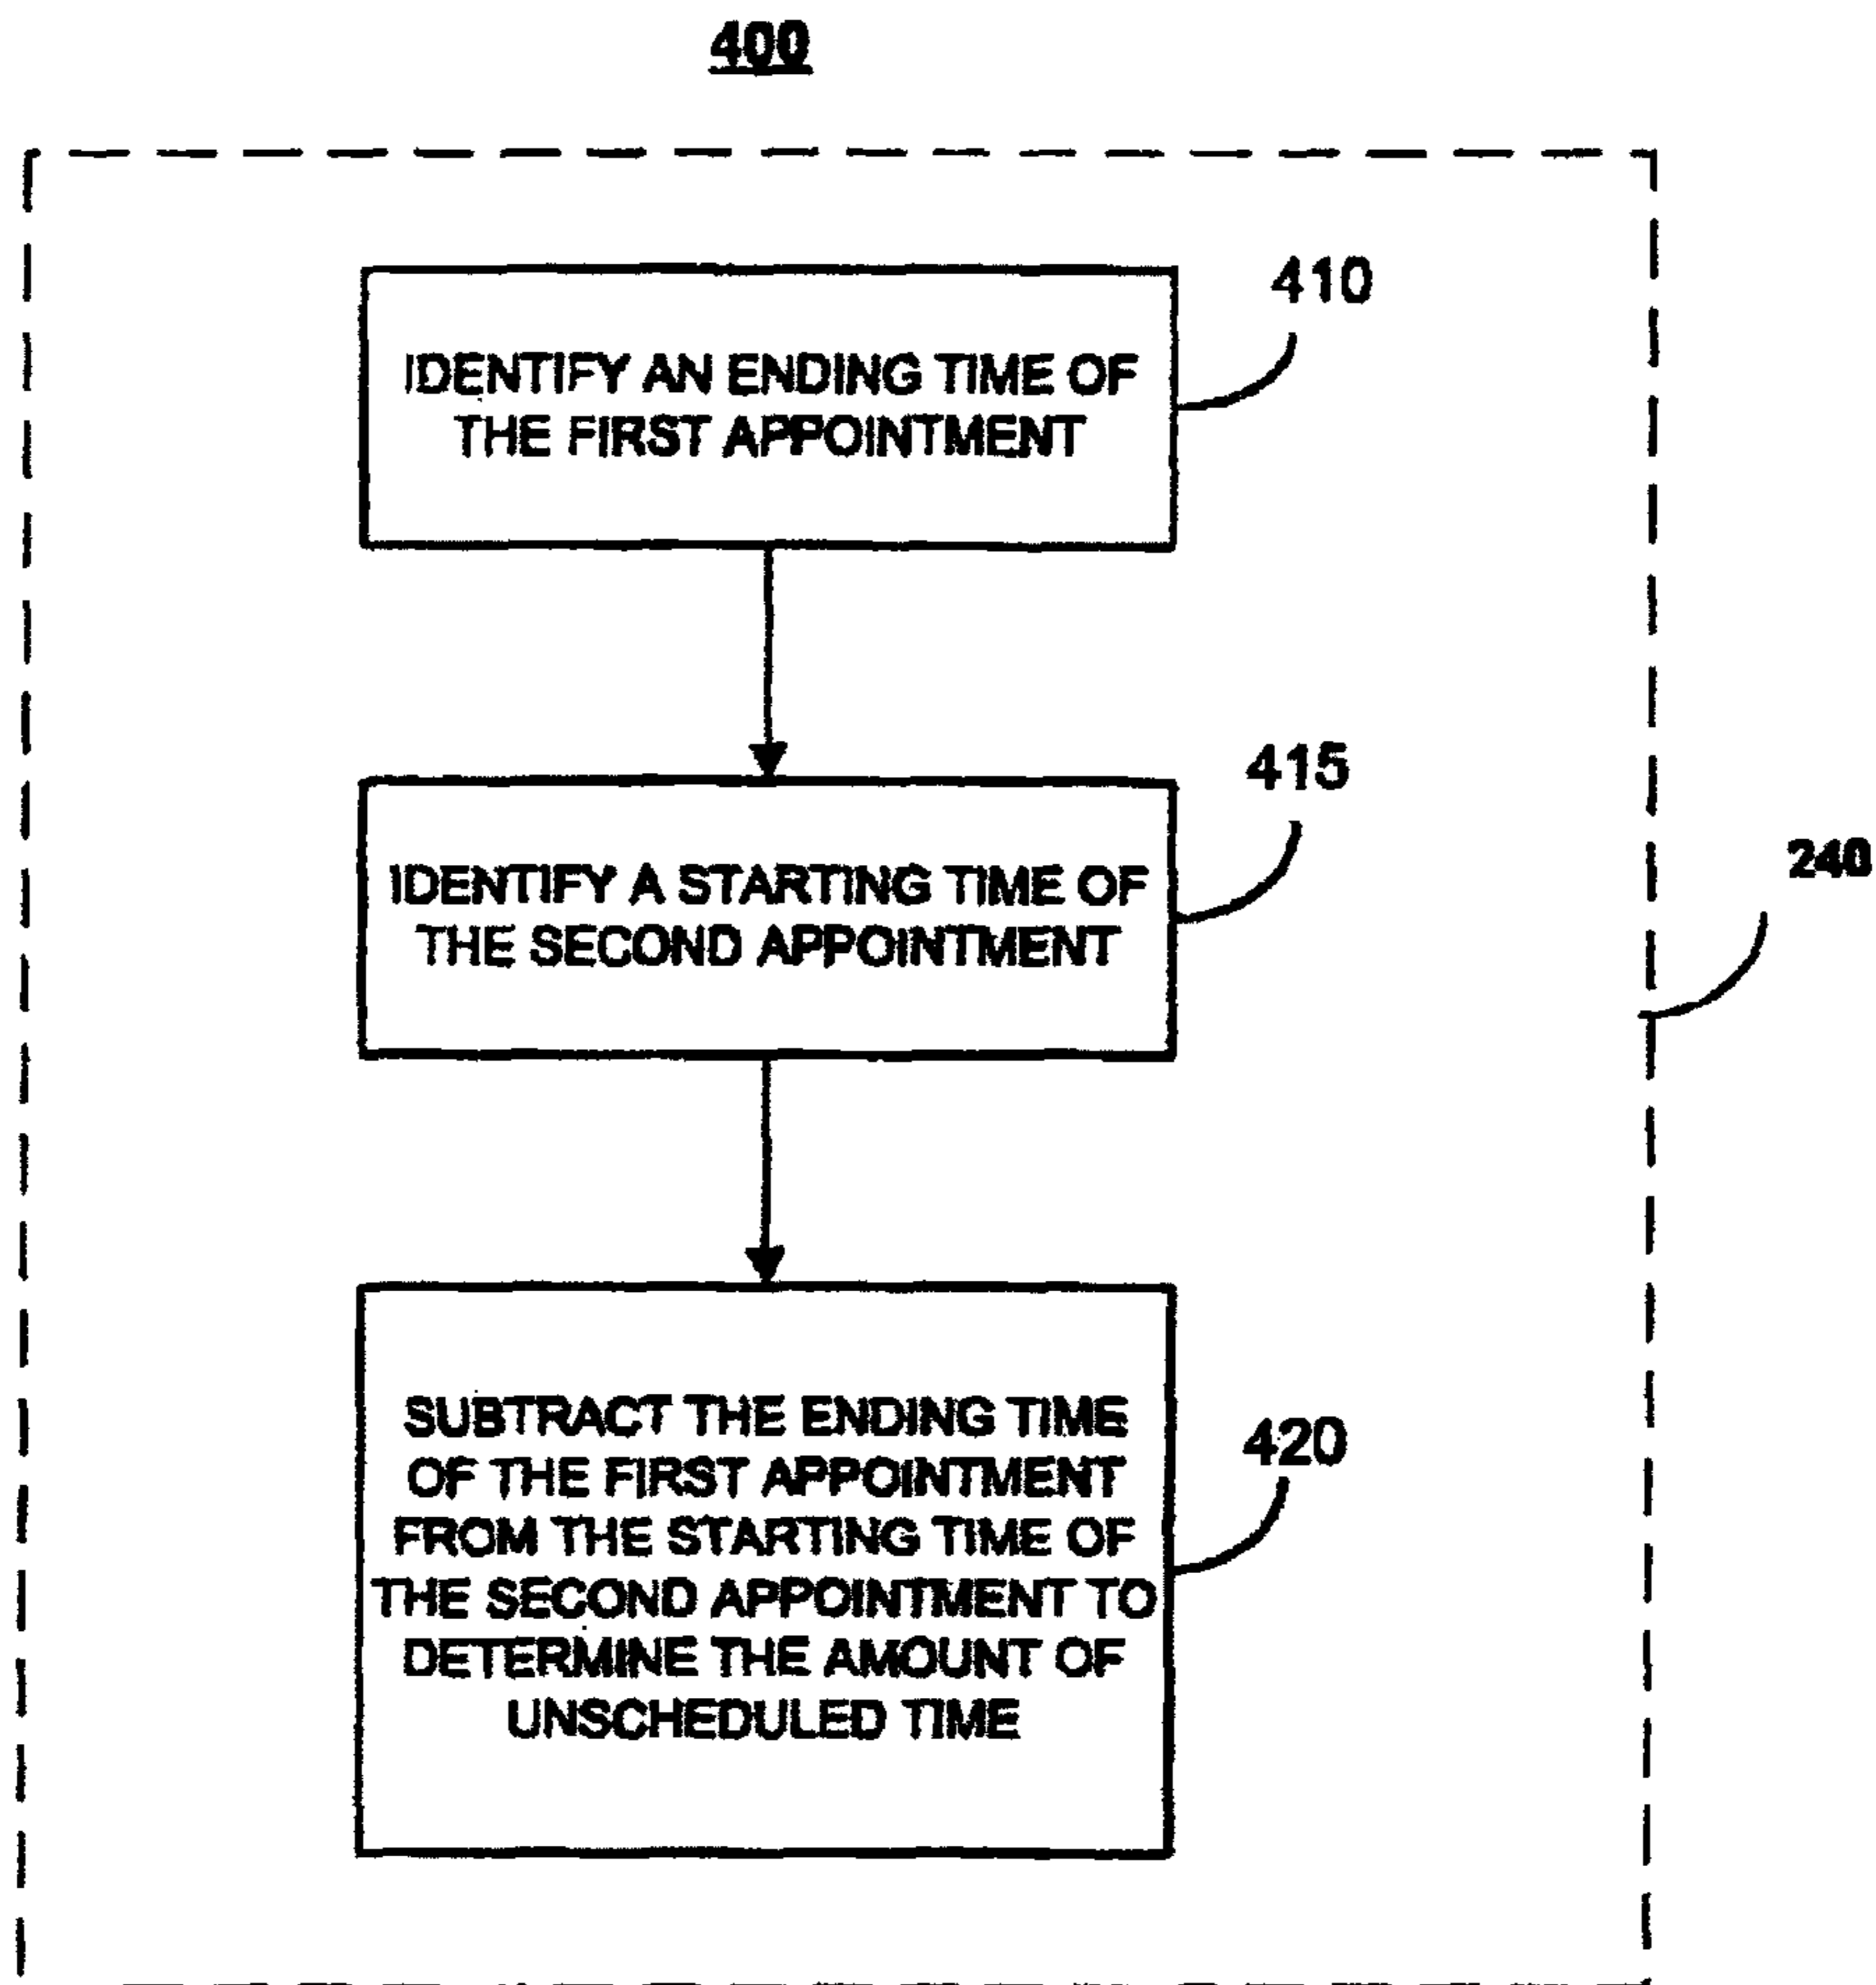 400
410
IDENTIFY AN ENDING TIME OF
THE FIRST APPOINTMENT
415
IDENTIFY A STARTING TIME OF
THE SECOND APPOINTMENT
240
420
SUBTRACT THE ENDING TIME
OF THE FIRST APPOINTMENT
FROM THE STARTING TIME OF
THE SECOND APPOINTMENT TO
DETERMINE THE AMOUNT OF
UNSCHEDULED TIME